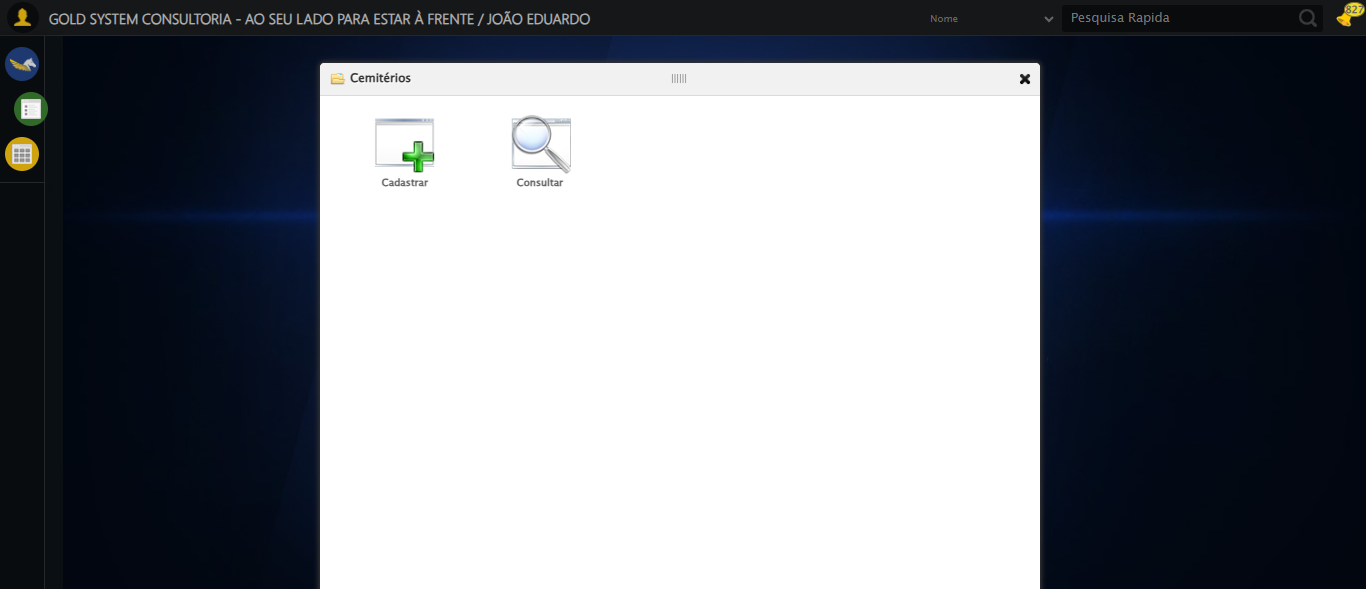 GOLD SYSTEM CONSULTORIA - AO SEU LADO PARA ESTAR À FRENTE / JOÃO EDUARDO
Nome
Pesquisa Rapida
827
Cemitérios
Cadastrar
Consultar